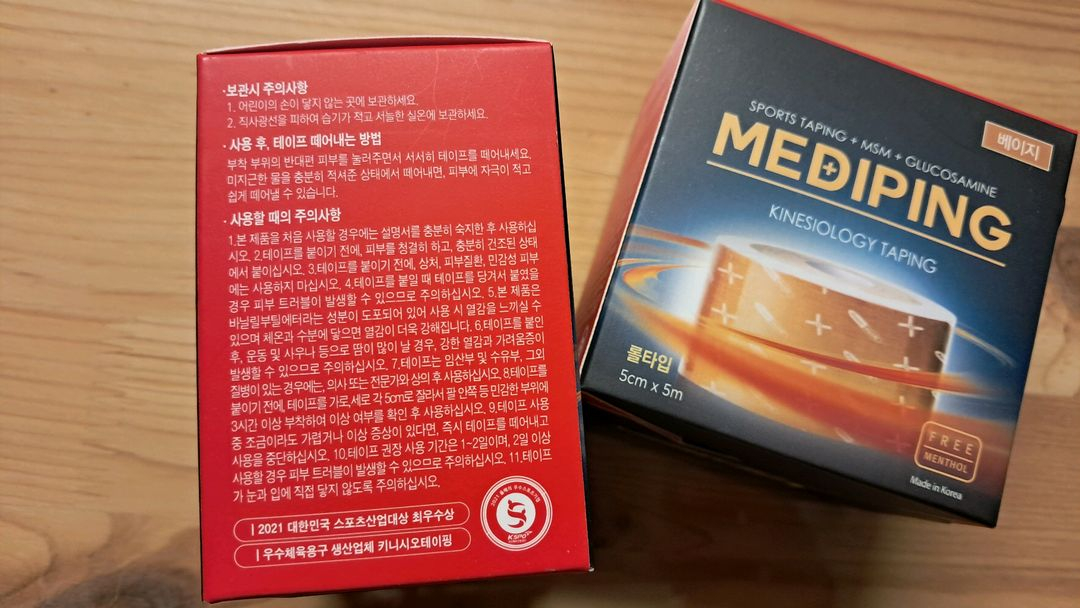 ·보관시 주의사항
1. 어린이의 손이 닿지 않는 곳에 보관하세요.
2. 직사광선을 피하여 습기가 적고 서늘한 실온에 보관하세요.
· 사용 후, 테이프 떼어내는 방법
부착 부위의 반대편 피부를 눌러주면서 서서히 테이프를 떼어내세요.
미지근한 물을 충분히 적셔준 상태에서 떼어내면, 피부에 자극이 적고
쉽게 떼어낼 수 있습니다.
· 사용할 때의 주의사항
1.본 제품을 처음 사용할 경우에는 설명서를 충분히 숙지한 후 사용하십
시오. 2.테이프를 붙이기 전에, 피부를 청결히 하고, 충분히 건조된 상태
에서 붙이십시오. 3.테이프를 붙이기 전에, 상처, 피부질환, 민감성 피부
에는 사용하지 마십시오. 4.테이프를 붙일 때 테이프를 당겨서 붙였을
경우 피부 트러블이 발생할 수 있으므로 주의하십시오. 5.본 제품은
바닐릴부틸에터라는 성분이 도포되어 있어 사용 시 열감을 느끼실 수
있으며 체온과 수분에 닿으면 열감이 더욱 강해집니다. 6.테이프를 붙인
후, 운동 및 사우나 등으로 땀이 많이 날 경우, 강한 열감과 가려움증이
발생할 수 있으므로 주의하십시오. 7.테이프는 임산부 및 수유부, 그외
질병이 있는 경우에는, 의사 또는 전문가와 상의 후 사용하십시오. 8.테이프를
붙이기 전에, 테이프를 가로,세로 각 5cm로 잘라서 팔 안쪽 등 민감한 부위에
3시간 이상 부착하여 이상 여부를 확인 후 사용하십시오. 9.테이프 사용
중 조금이라도 가렵거나 이상 증상이 있다면, 즉시 테이프를 떼어내고
사용을 중단하십시오. 10.테이프 권장 사용 기간은 1~2일이며, 2일 이상
사용할 경우 피부 트러블이 발생할 수 있으므로 주의하십시오. 11.테이프
가 눈과 입에 직접 닿지 않도록 주의하십시오.
| 2021 대한민국 스포츠산업대상 최우수상
| 우수체육용구 생산업체 키니시오테이핑
KSPO
베이지
SPORTS TAPING + MSM + GLUCOSAMINE
MEDIPING
KINESIOLOGY TAPING
롤타입
5cm x 5m
FREE
MENTHOL
Made in Korea